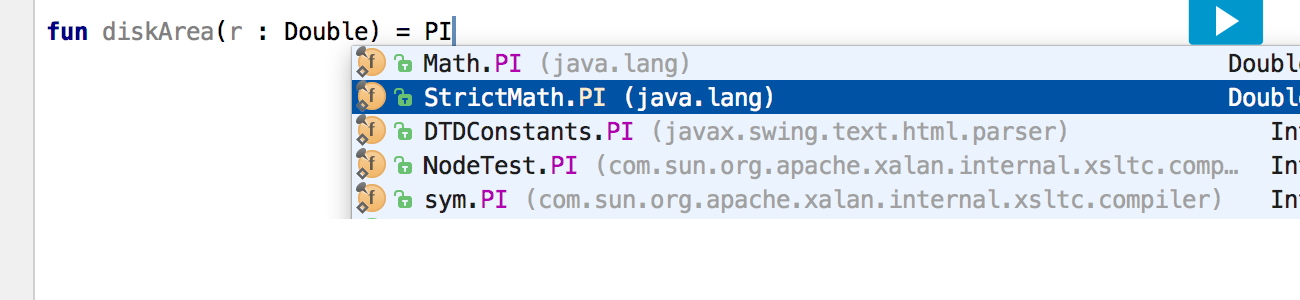 fun diskArea(r : Double) = PI
Math.PI (java.lang) Doubl
StrictMath.PI (java.lang) Doubl
DTDConstants.PI (javax.swing.text.html.parser) In
NodeTest.PI (com.sun.org.apache.xalan.internal.xsltc.comp… In
sym.PI (com.sun.org.apache.xalan.internal.xsltc.compiler) In